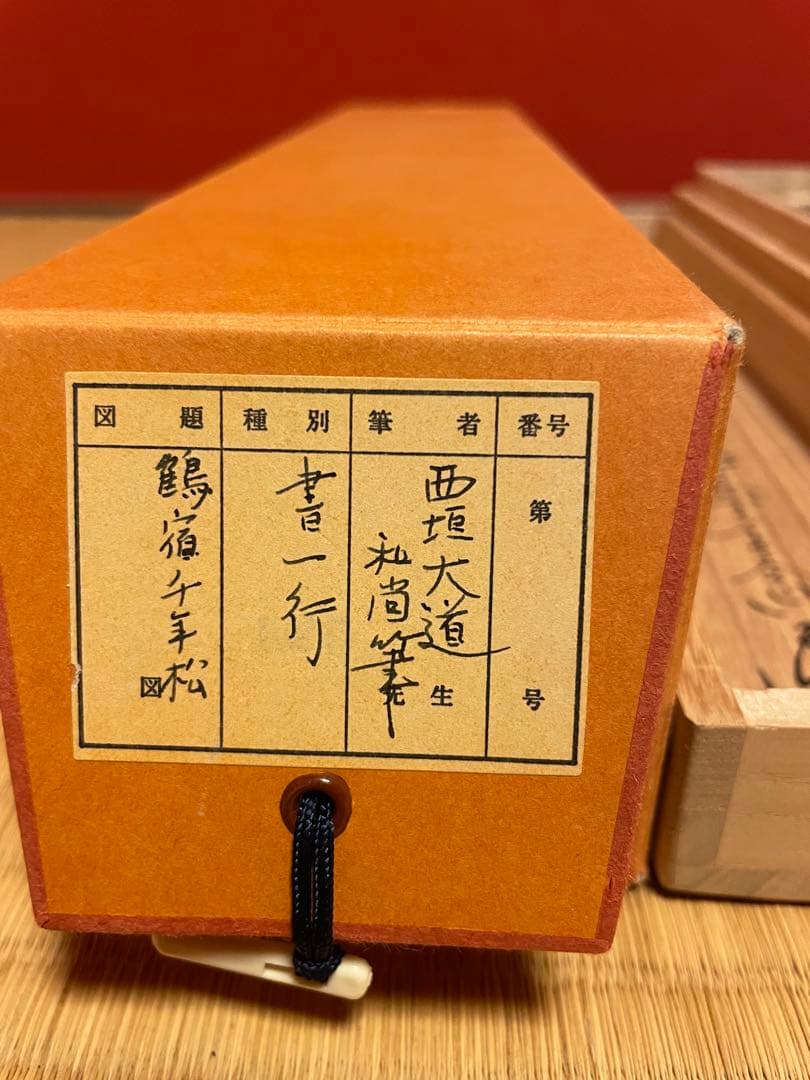 番号
第
号
筆者
西垣大道
和尚筆
先生
種別
書一行
図題
鶴宿千年松
図